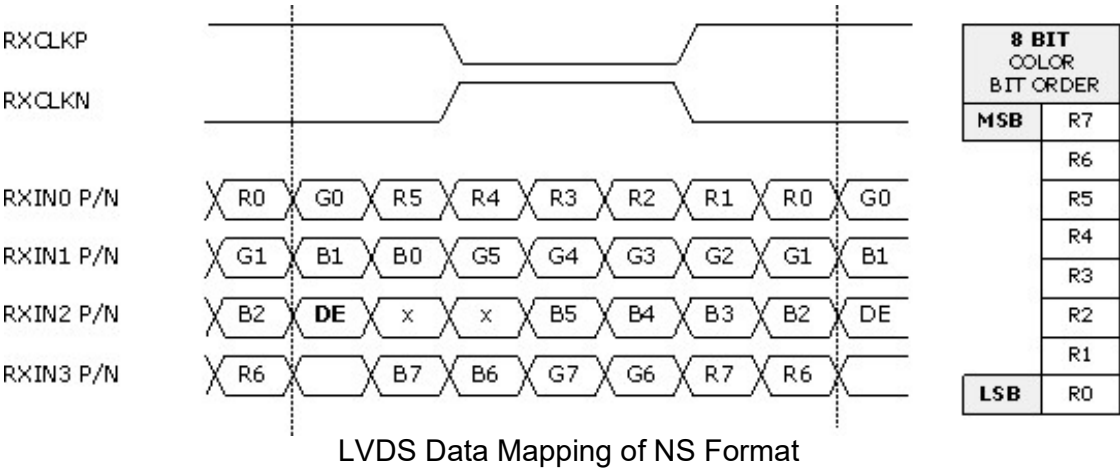 RXCLKP
RXCLKN
RXIN0 P/N R0 G0 R5 R4 R3 R2 R1 R0 G0
RXIN1 P/N G1 B1 B0 G5 G4 G3 G2 G1 B1
RXIN2 P/N B2 DE x x B5 B4 B3 B2 DE
RXIN3 P/N R6 B7 B6 G7 G6 R7 R6
8 BIT
COLOR
BIT ORDER
MSB R7
R6
R5
R4
R3
R2
R1
LSB R0
LVDS Data Mapping of NS Format